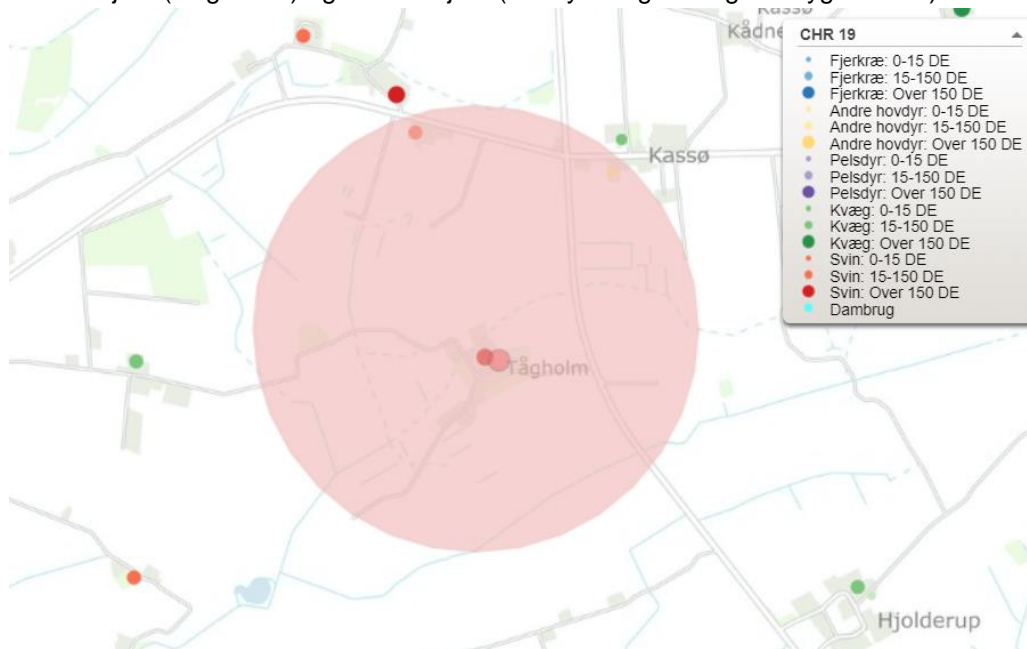 Kassø
Kådne
CHR 19
Fjerkræ: 0-15 DE
Fjerkræ: 15-150 DE
Fjerkræ: Over 150 DE
Andre hovdyr: 0-15 DE
Andre hovdyr: 15-150 DE
Andre hovdyr: Over 150 DE
Pelsdyr: 0-15 DE
Pelsdyr: 15-150 DE
Pelsdyr: Over 150 DE
Kvæg: 0-15 DE
Kvæg: 15-150 DE
Kvæg: Over 150 DE
Svin: 0-15 DE
Svin: 15-150 DE
Svin: Over 150 DE
Dambrug
Kassø
Tågholm
Hjolderup